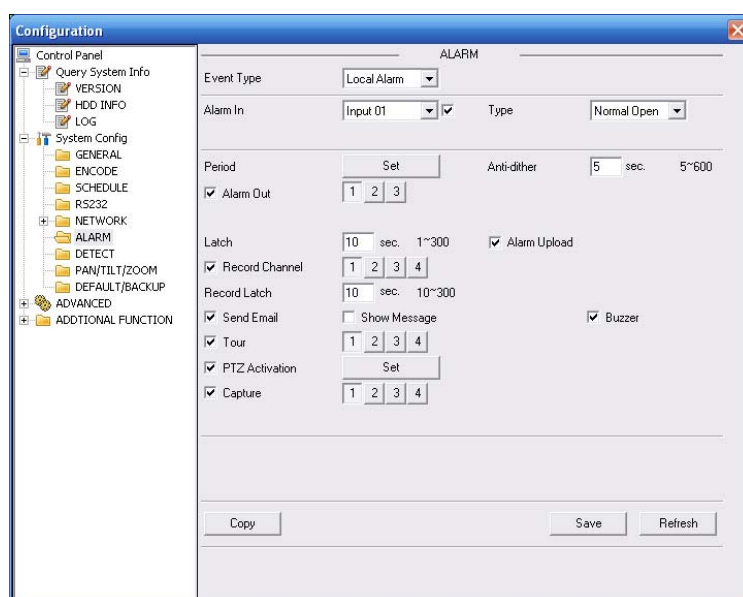 Configuration
Control Panel
Query System Info
VERSION
HDD INFO
LOG
System Config
GENERAL
ENCODE
SCHEDULE
RS232
NETWORK
ALARM
DETECT
PAN/TILT/ZOOM
DEFAULT/BACKUP
ADVANCED
ADDTIONAL FUNCTION
ALARM
Event Type Local Alarm
Alarm In Input 01 Type Normal Open
Period Set Anti-dither 5 sec. 5~600
Alarm Out 1 2 3
Latch 10 sec. 1~300 Alarm Upload
Record Channel 1 2 3 4
Record Latch 10 sec. 10~300
Send Email Show Message Buzzer
Tour 1 2 3 4
PTZ Activation Set
Capture 1 2 3 4
Copy Save Refresh